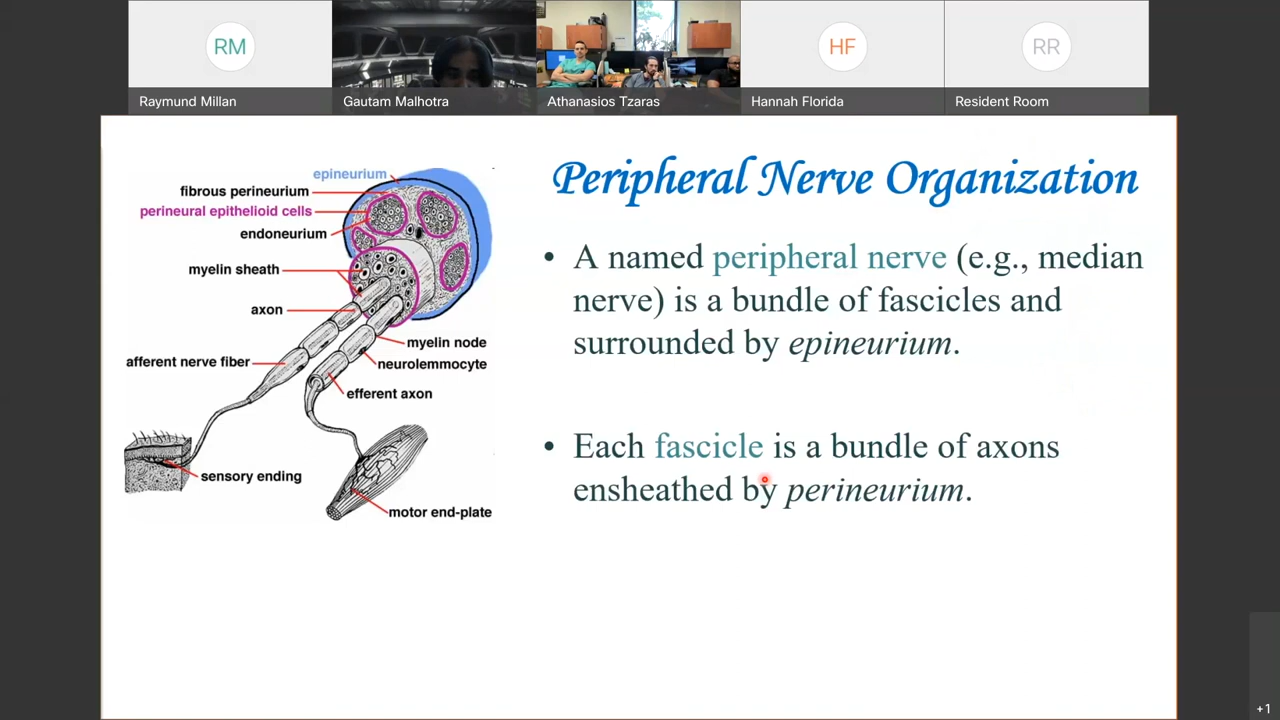 RM
HF
RR
Raymund Millan
Gautam Malhotra
Athanasios Tzaras
Hannah Florida
Resident Room
Peripheral Nerve Organization
epineurium
fibrous perineurium
perineural epithelioid cells
endoneurium
myelin sheath
axon
myelin node
afferent nerve fiber
neurolemmocyte
efferent axon
sensory ending
motor end-plate
• A named peripheral nerve (e.g., median
nerve) is a bundle of fascicles and
surrounded by epineurium.
• Each fascicle is a bundle of axons
ensheathed by perineurium.
+1